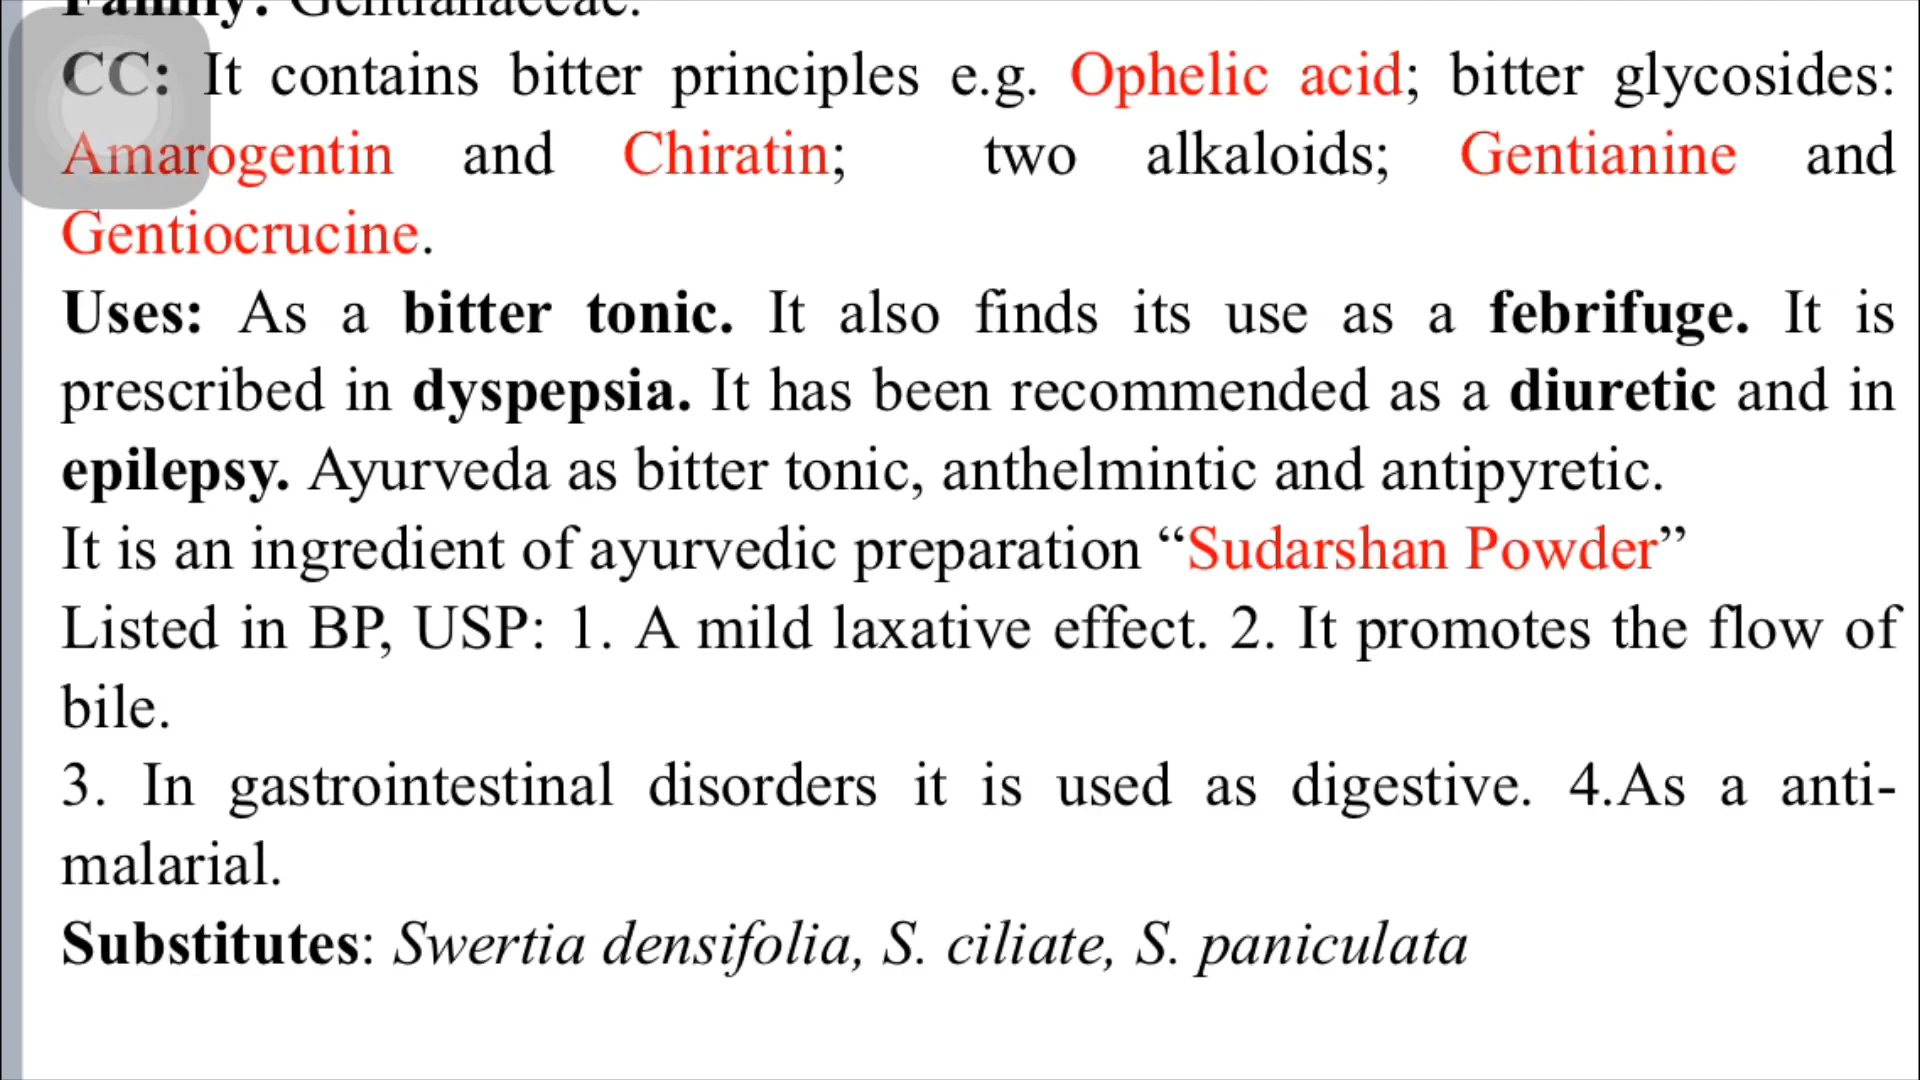 Family: Gentianaceae.
CC: It contains bitter principles e.g. Ophelic acid; bitter glycosides:
Amarogentin and Chiratin; two alkaloids; Gentianine and
Gentiocrucine.
Uses: As a bitter tonic. It also finds its use as a febrifuge. It is
prescribed in dyspepsia. It has been recommended as a diuretic and in
epilepsy. Ayurveda as bitter tonic, anthelmintic and antipyretic.
It is an ingredient of ayurvedic preparation “Sudarshan Powder”
Listed in BP, USP: 1. A mild laxative effect. 2. It promotes the flow of
bile.
3. In gastrointestinal disorders it is used as digestive. 4.As a anti-
malarial.
Substitutes: Swertia densifolia, S. ciliate, S. paniculata